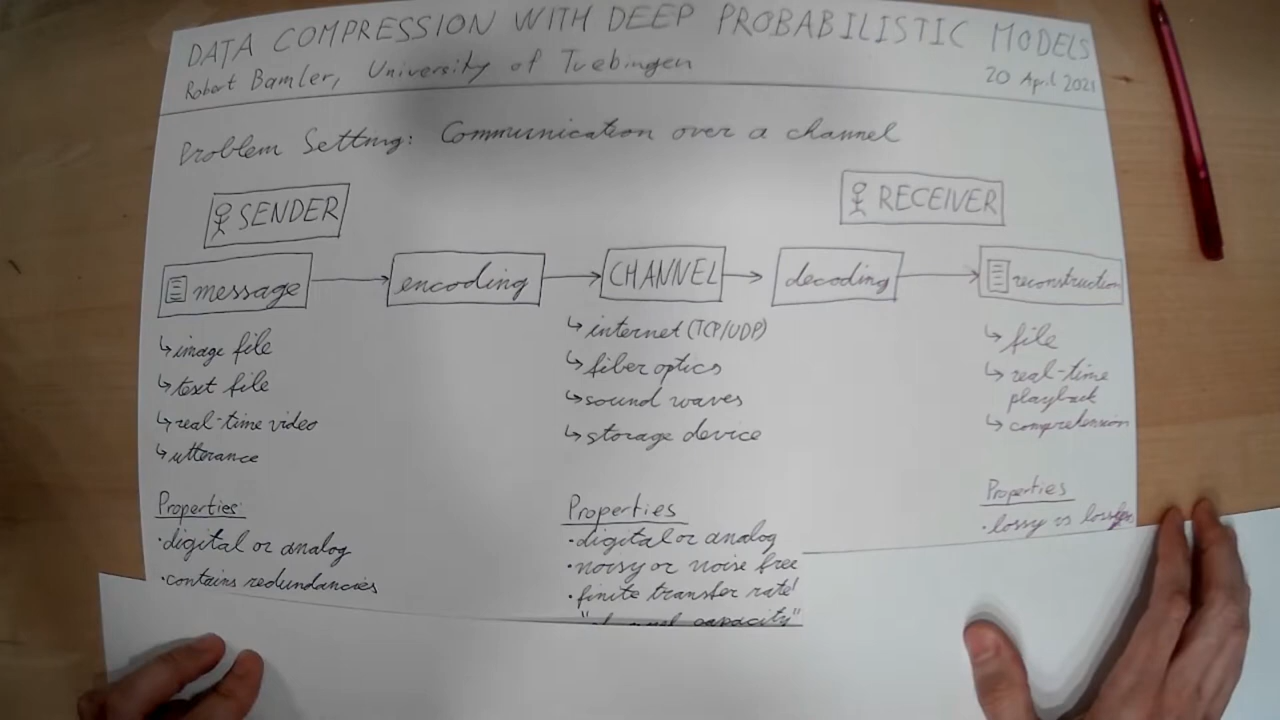 DATA COMPRESSION WITH DEEP PROBABILISTIC MODELS
Robert Bamler, University of Tuebingen
20 April 2021
Problem Setting: Communication over a channel
SENDER
RECEIVER
message
encoding
CHANNEL
decoding
reconstruction
↳ image file
↳ text file
↳ real-time video
↳ utterance
Properties:
· digital or analog
· contains redundancies
↳ internet (TCP/UDP)
↳ fiber optics
↳ sound waves
↳ storage device
Properties
· digital or analog
· noisy or noise free
· finite transfer rate
capacity"
↳ file
↳ real-time
playback
↳ comprehension
Properties
· lossy vs lossless